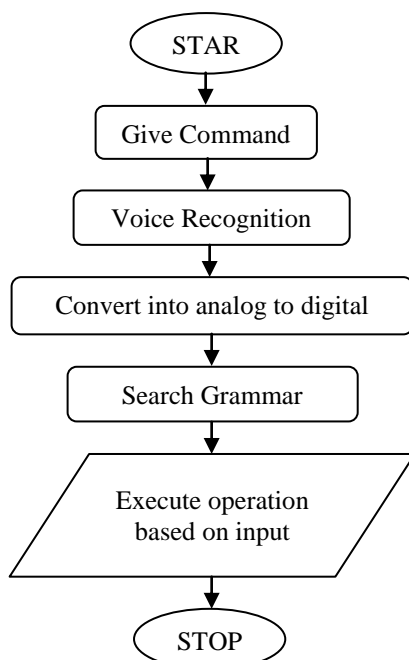 STAR
Give Command
Voice Recognition
Convert into analog to digital
Search Grammar
Execute operation
based on input
STOP